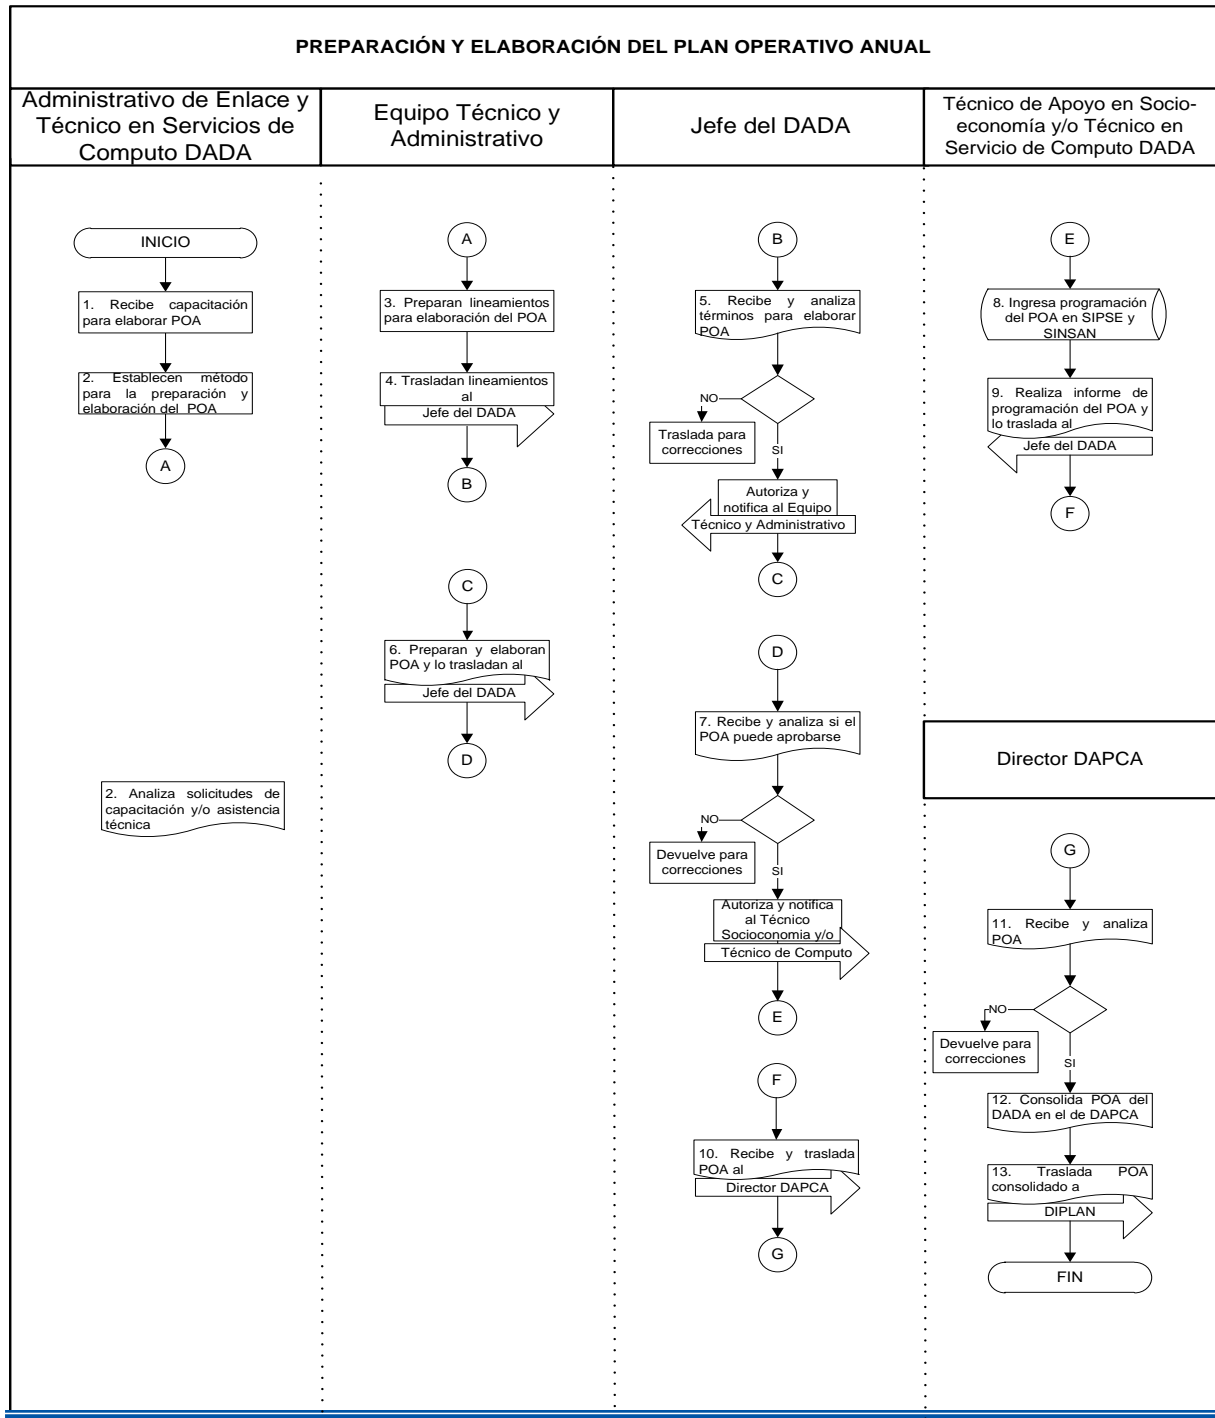 PREPARACIÓN Y ELABORACIÓN DEL PLAN OPERATIVO ANUAL
Administrativo de Enlace y
Técnico en Servicios de
Computo DADA
Equipo Técnico y
Administrativo
Jefe del DADA
Técnico de Apoyo en Socio-
economía y/o Técnico en
Servicio de Computo DADA
INICIO
1. Recibe capacitación
para elaborar POA
2. Establecen método
para la preparación y
elaboración del POA
A
2. Analiza solicitudes de
capacitación y/o asistencia
técnica
A
3. Preparan lineamientos
para elaboración del POA
4. Trasladan lineamientos
al
Jefe del DADA
B
C
6. Preparan y elaboran
POA y lo trasladan al
Jefe del DADA
D
B
5. Recibe y analiza
términos para elaborar
POA
NO
Traslada para
correcciones
SI
Autoriza y
notifica al Equipo
Técnico y Administrativo
C
D
7. Recibe y analiza si el
POA puede aprobarse
NO
Devuelve para
correcciones
SI
Autoriza y notifica
al Técnico
Socioconomia y/o
Técnico de Computo
E
F
10. Recibe y traslada
POA al
Director DAPCA
G
E
8. Ingresa programación
del POA en SIPSE y
SINSAN
9. Realiza informe de
programación del POA y
lo traslada al
Jefe del DADA
F
Director DAPCA
G
11. Recibe y analiza
POA
NO
Devuelve para
correcciones
SI
12. Consolida POA del
DADA en el de DAPCA
13. Traslada POA
consolidado a
DIPLAN
FIN